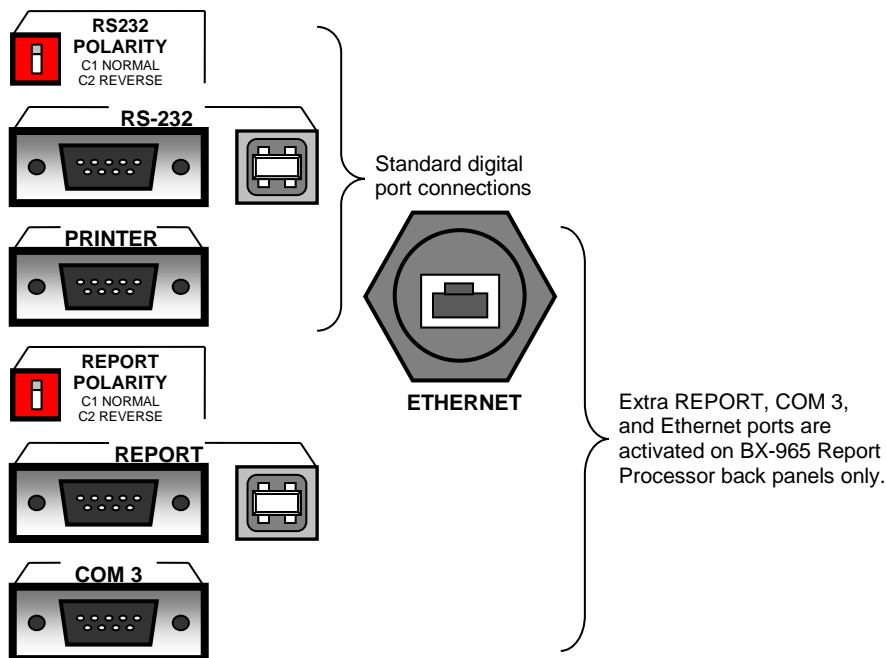 RS232
POLARITY
C1 NORMAL
C2 REVERSE
RS-232
Standard digital
port connections
PRINTER
REPORT
POLARITY
C1 NORMAL
C2 REVERSE
ETHERNET
Extra REPORT, COM 3,
and Ethernet ports are
activated on BX-965 Report
Processor back panels only.
REPORT
COM 3